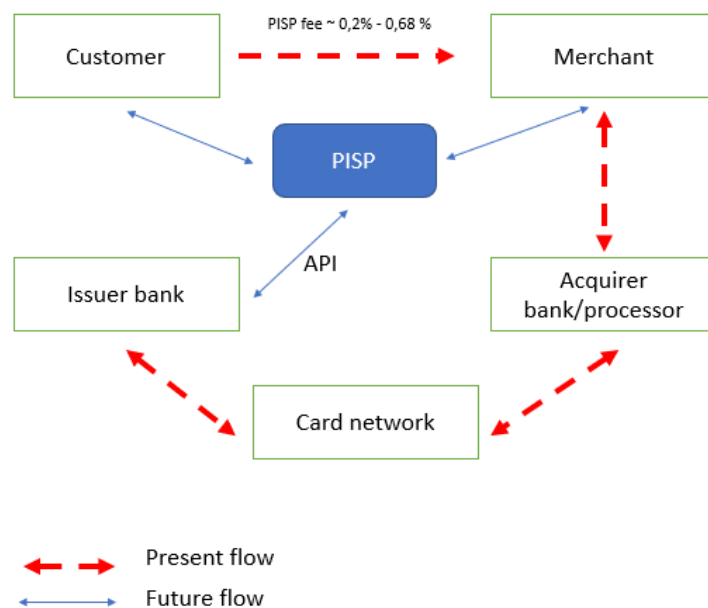 PISP fee ~ 0,2% - 0,68 %
Customer
Merchant
PISP
API
Issuer bank
Acquirer
bank/processor
Card network
Present flow
Future flow